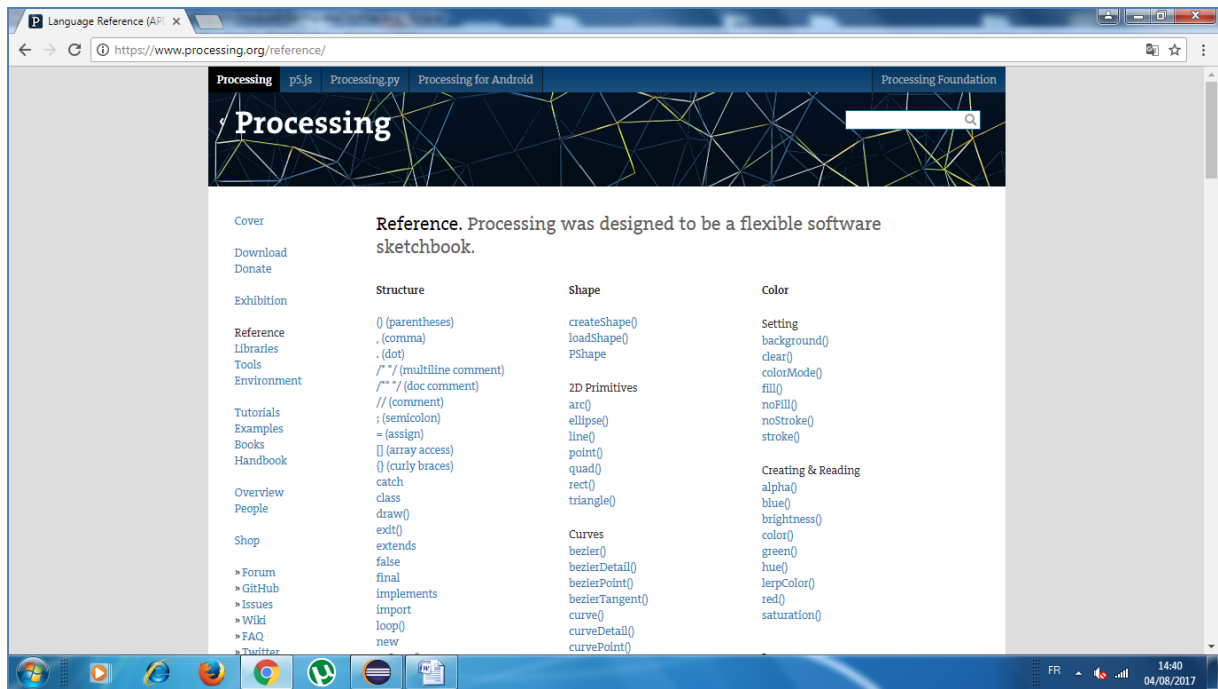 Language Reference (AP
https://www.processing.org/reference/
Processing
p5.js
Processing.py
Processing for Android
Processing Foundation
Processing
Cover
Download
Donate
Exhibition
Reference
Libraries
Tools
Environment
Tutorials
Examples
Books
Handbook
Overview
People
Shop
» Forum
» GitHub
» Issues
» Wiki
» FAQ
» Twitter
Reference. Processing was designed to be a flexible software
sketchbook.
Structure
() (parentheses)
, (comma)
. (dot)
/* */ (multiline comment)
/** */ (doc comment)
// (comment)
; (semicolon)
= (assign)
[] (array access)
{} (curly braces)
catch
class
draw()
exit()
extends
false
final
implements
import
loop()
new
Shape
createShape()
loadShape()
PShape
2D Primitives
arc()
ellipse()
line()
point()
quad()
rect()
triangle()
Curves
bezier()
bezierDetail()
bezierPoint()
bezierTangent()
curve()
curveDetail()
curvePoint()
Color
Setting
background()
clear()
colorMode()
fill()
noFill()
noStroke()
stroke()
Creating & Reading
alpha()
blue()
brightness()
color()
green()
hue()
lerpColor()
red()
saturation()
FR
14:40
04/08/2017